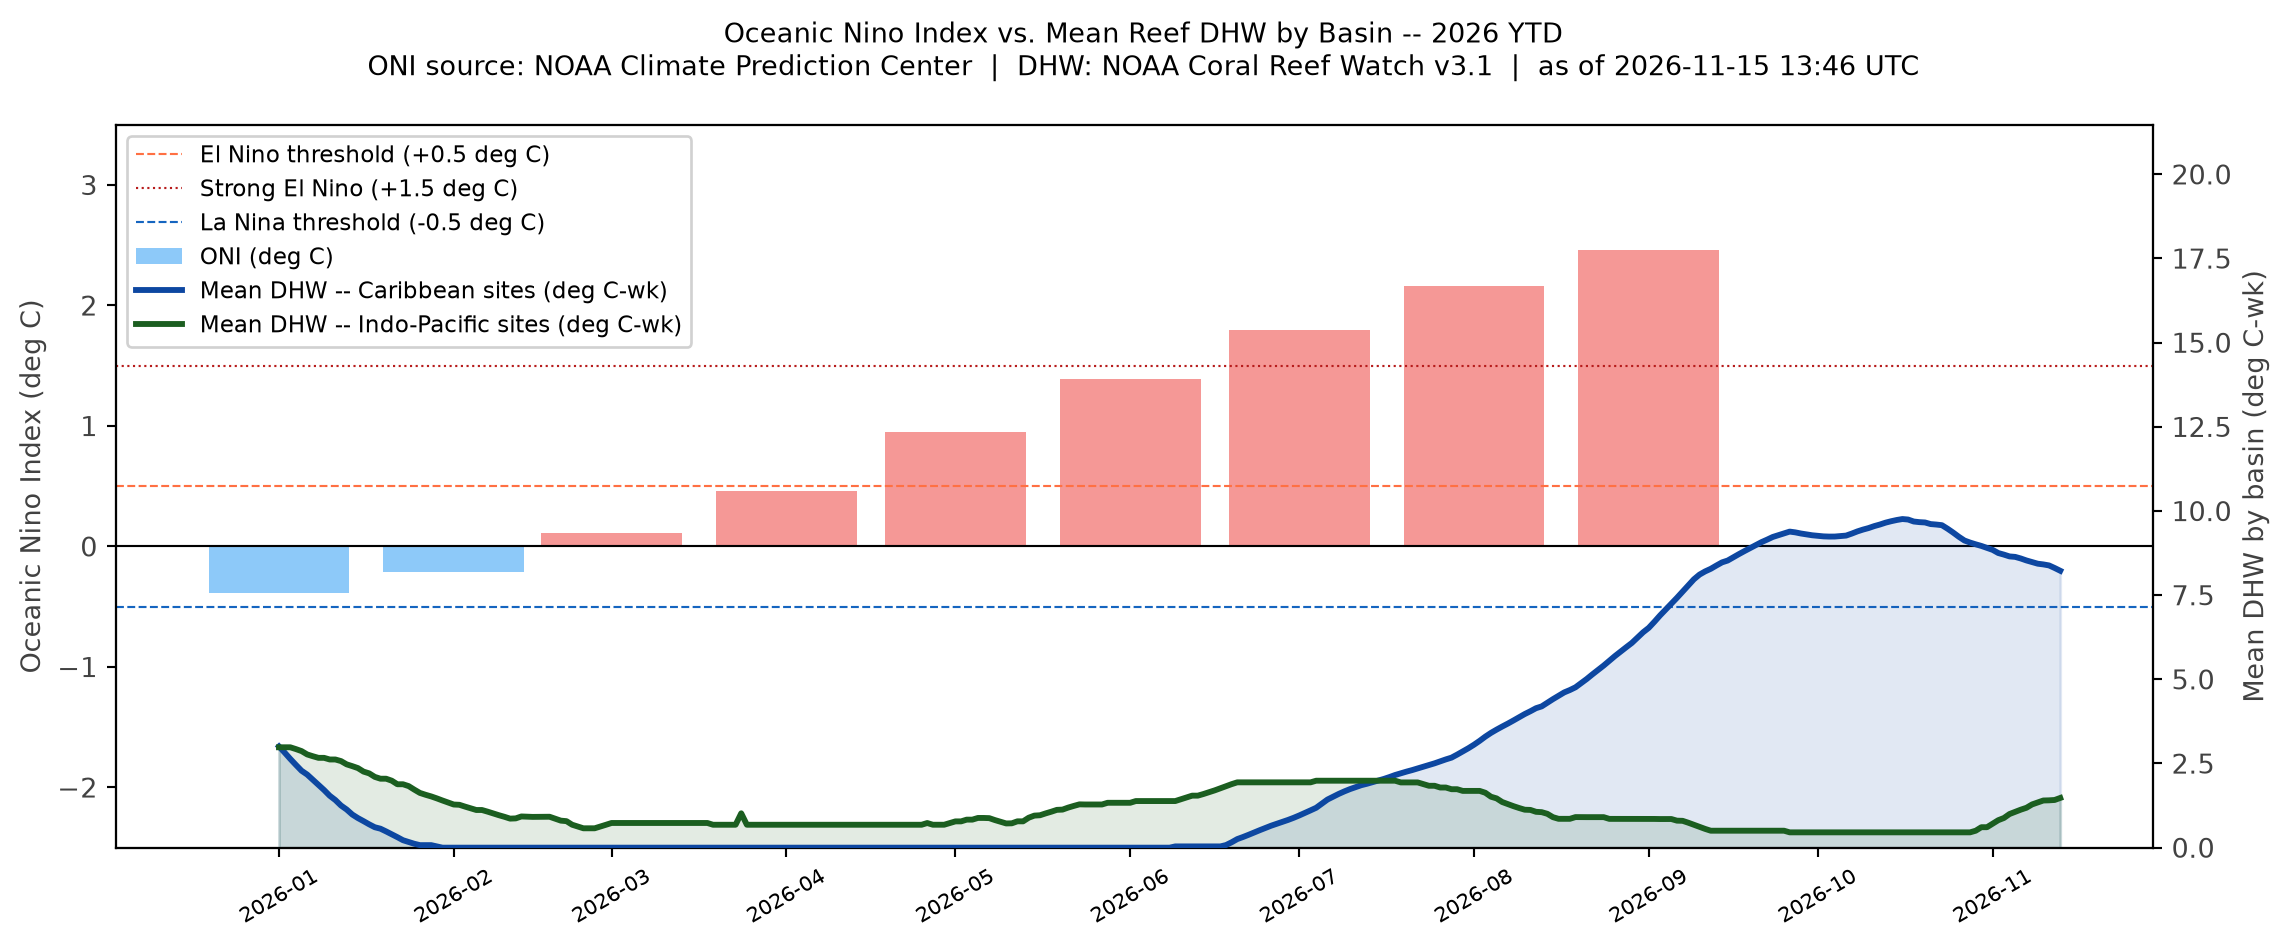 Oceanic Nino Index vs. Mean Reef DHW by Basin -- 2026 YTD
ONI source: NOAA Climate Prediction Center | DHW: NOAA Coral Reef Watch v3.1 | as of 2026-11-15 13:46 UTC
El Nino threshold (+0.5 deg C)
Strong El Nino (+1.5 deg C)
La Nina threshold (-0.5 deg C)
ONI (deg C)
Mean DHW -- Caribbean sites (deg C-wk)
Mean DHW -- Indo-Pacific sites (deg C-wk)
Oceanic Nino Index (deg C)
3
2
1
0
−1
−2
20.0
17.5
15.0
12.5
10.0
7.5
5.0
2.5
0.0
Mean DHW by basin (deg C-wk)
2026-01
2026-02
2026-03
2026-04
2026-05
2026-06
2026-07
2026-08
2026-09
2026-10
2026-11